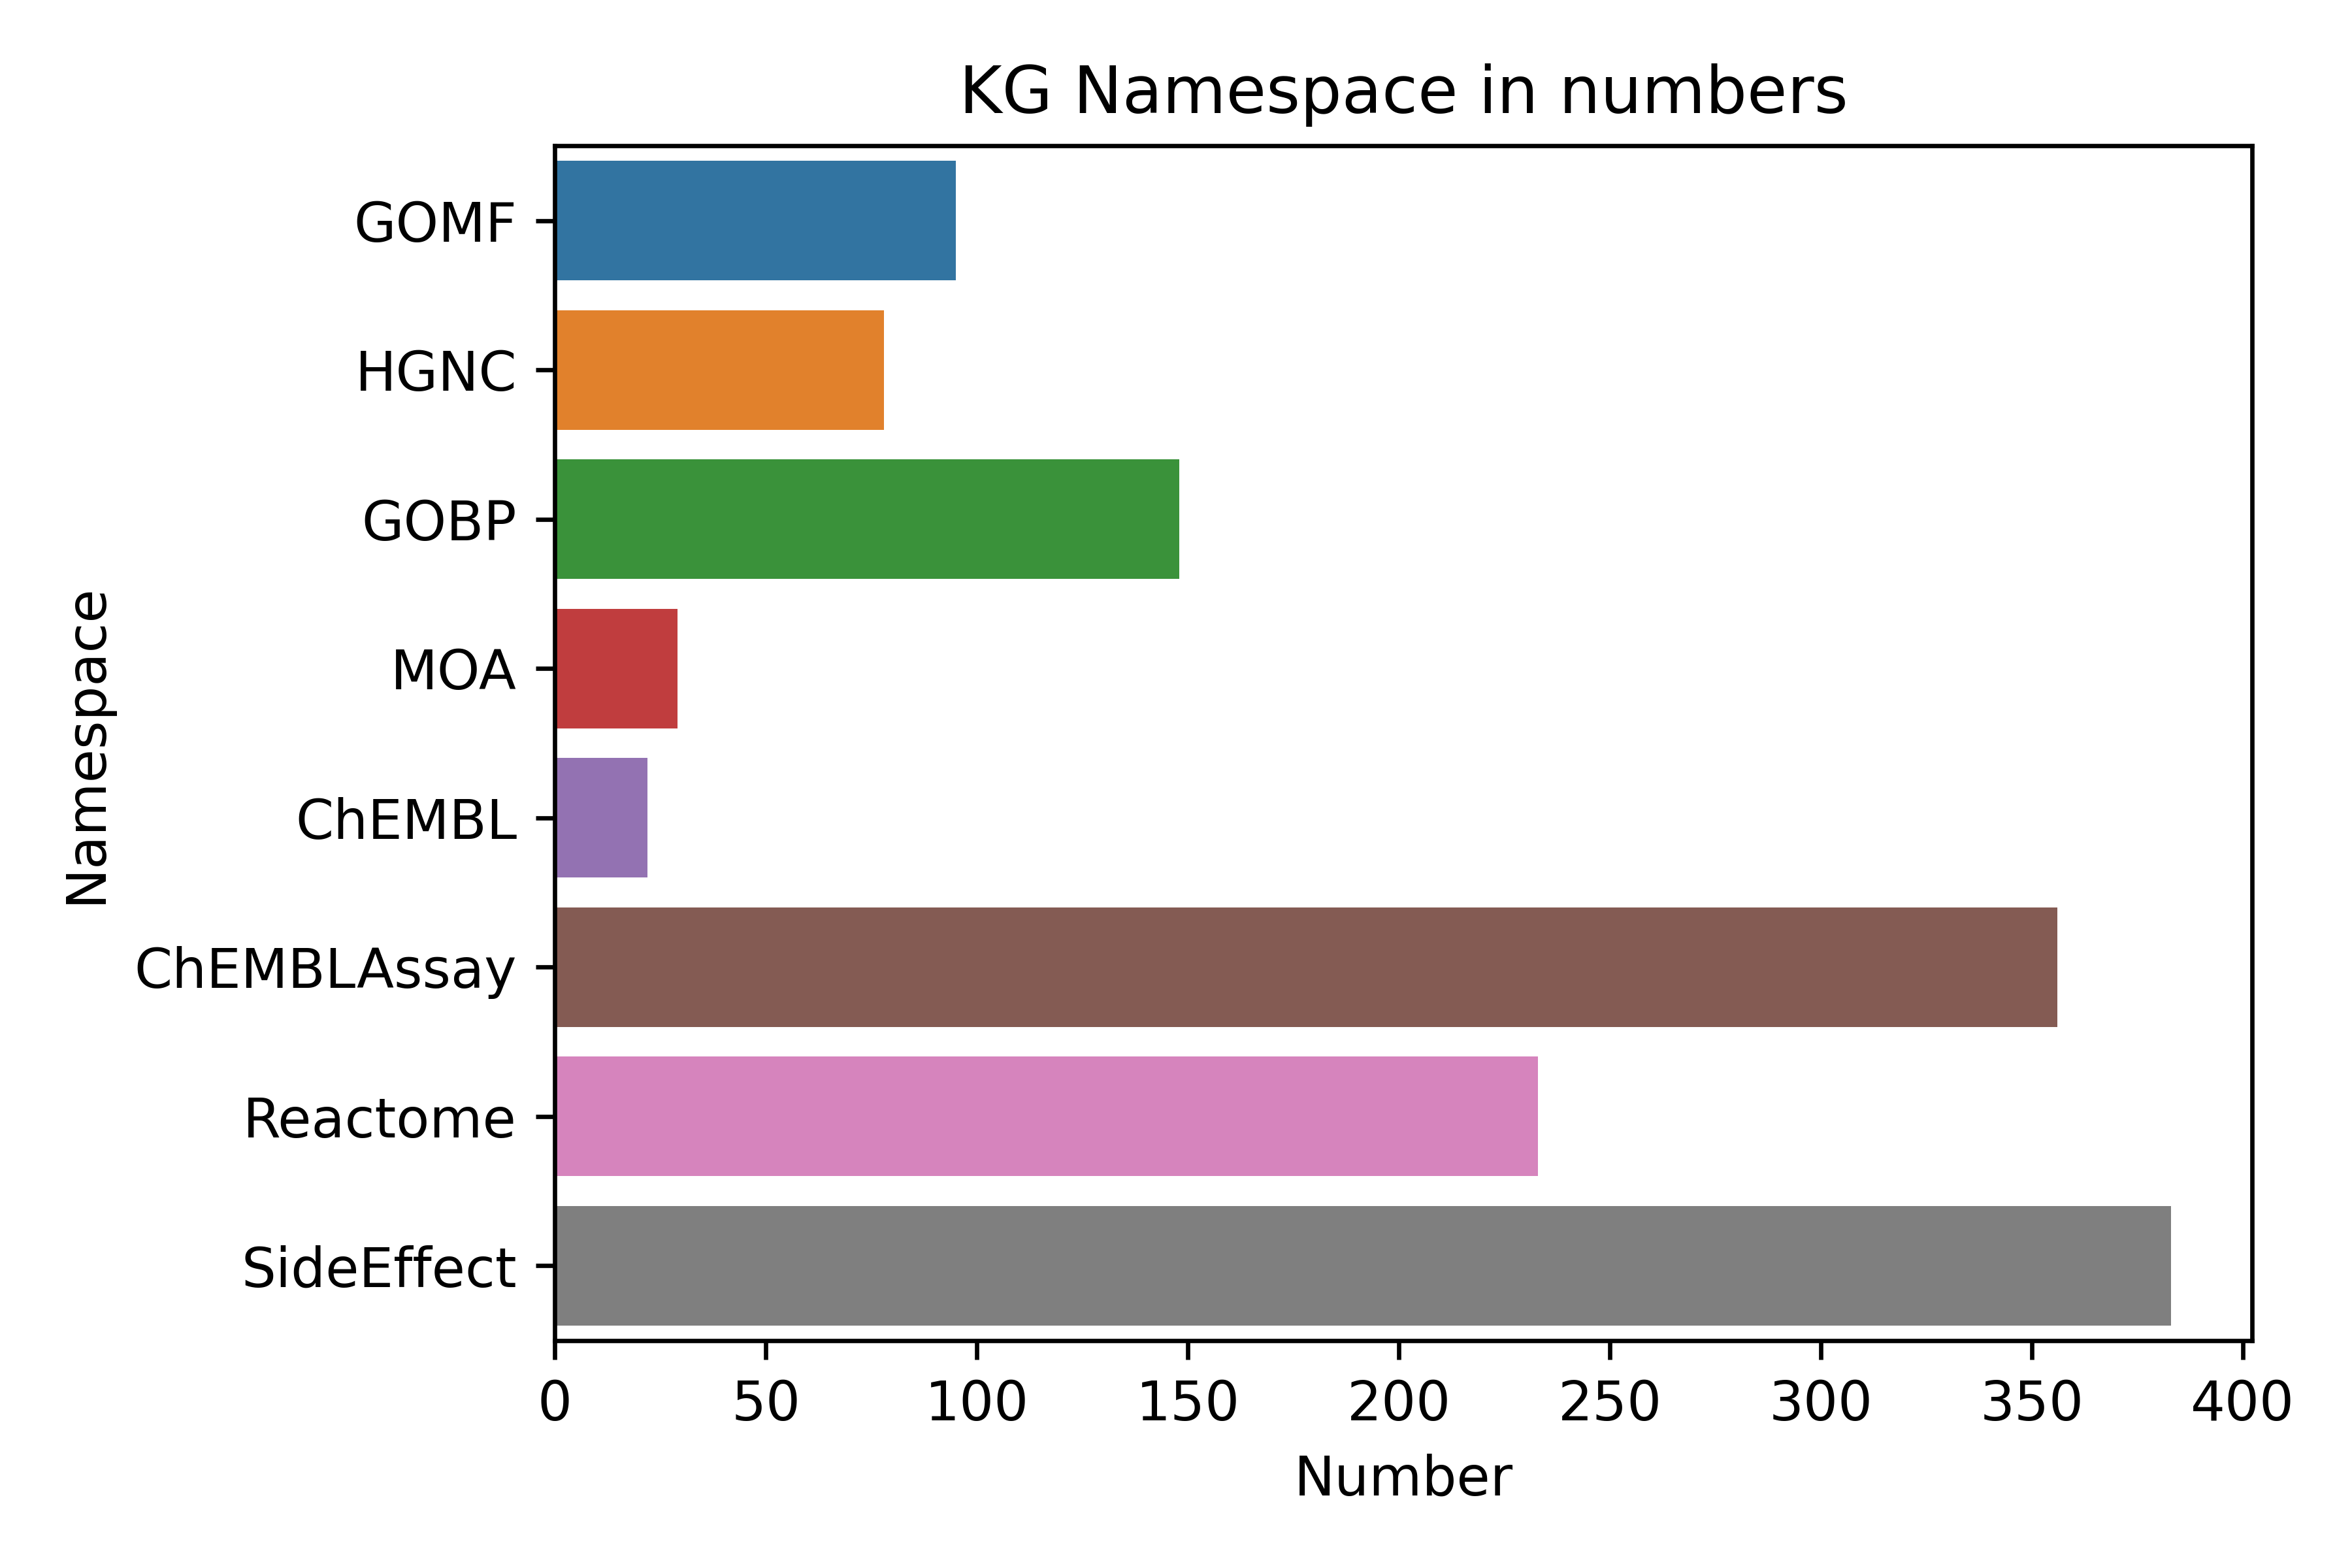 KG Namespace in numbers
Namespace
GOMF
HGNC
GOBP
MOA
ChEMBL
ChEMBLAssay
Reactome
SideEffect
0 50 100 150 200 250 300 350 400
Number